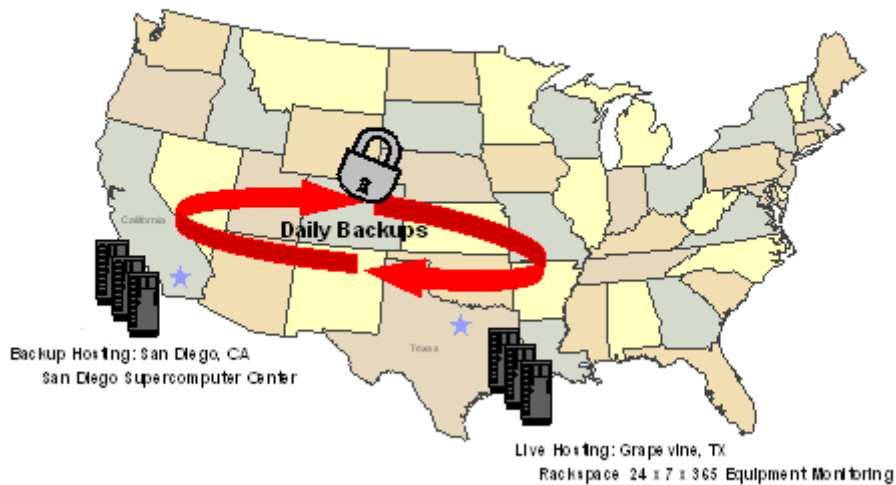 California
Daily Backups
Texas
Backup Hosting: San Diego, CA
San Diego Supercomputer Center
Live Hosting: Grapevine, TX
Rackspace 24 x 7 x 365 Equipment Monitoring